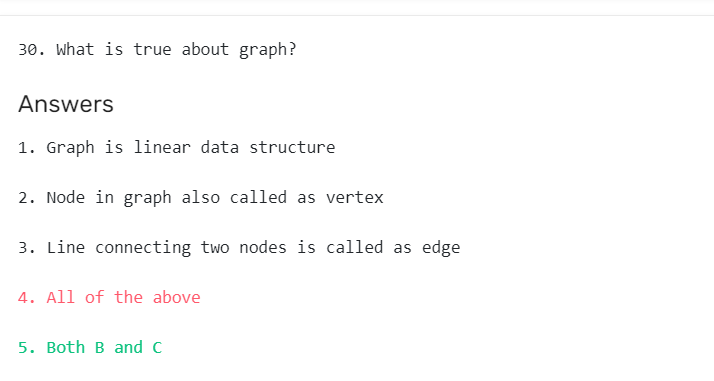 30. What is true about graph?
Answers
1. Graph is linear data structure
2. Node in graph also called as vertex
3. Line connecting two nodes is called as edge
4. All of the above
5. Both B and C